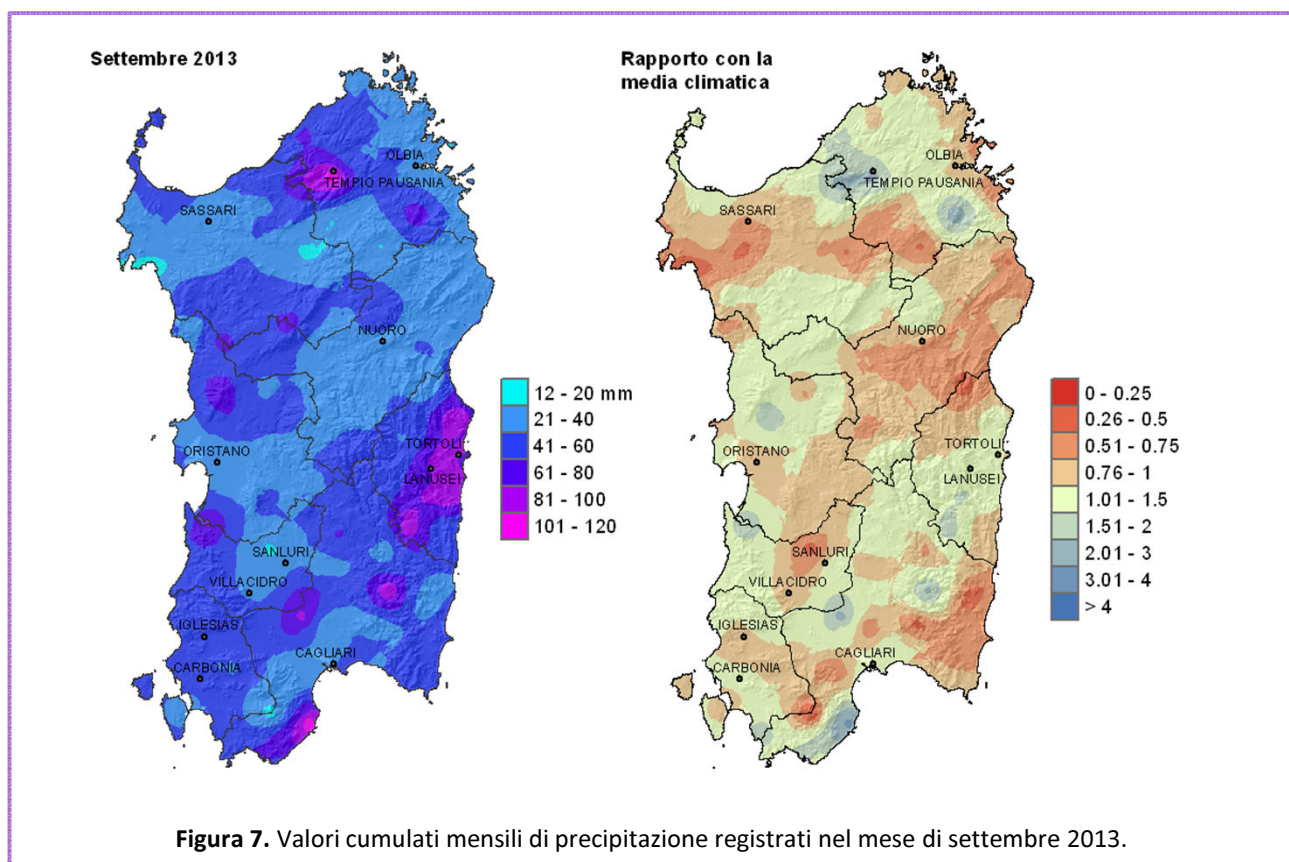 Settembre 2013
OLBIA
TEMPIO PAUSANIA
SASSARI
NUORO
ORISTANO
TORTOLI
LANUSEI
SANLURI
VILLACIDRO
IGLESIAS
CARBONIA
CAGLIARI
12 - 20 mm
21 - 40
41 - 60
61 - 80
81 - 100
101 - 120
Rapporto con la
media climatica
OLBIA
TEMPIO PAUSANIA
SASSARI
NUORO
ORISTANO
TORTOLI
LANUSEI
SANLURI
VILLACIDRO
IGLESIAS
CARBONIA
CAGLIARI
0 - 0.25
0.26 - 0.5
0.51 - 0.75
0.76 - 1
1.01 - 1.5
1.51 - 2
2.01 - 3
3.01 - 4
> 4
Figura 7. Valori cumulati mensili di precipitazione registrati nel mese di settembre 2013.